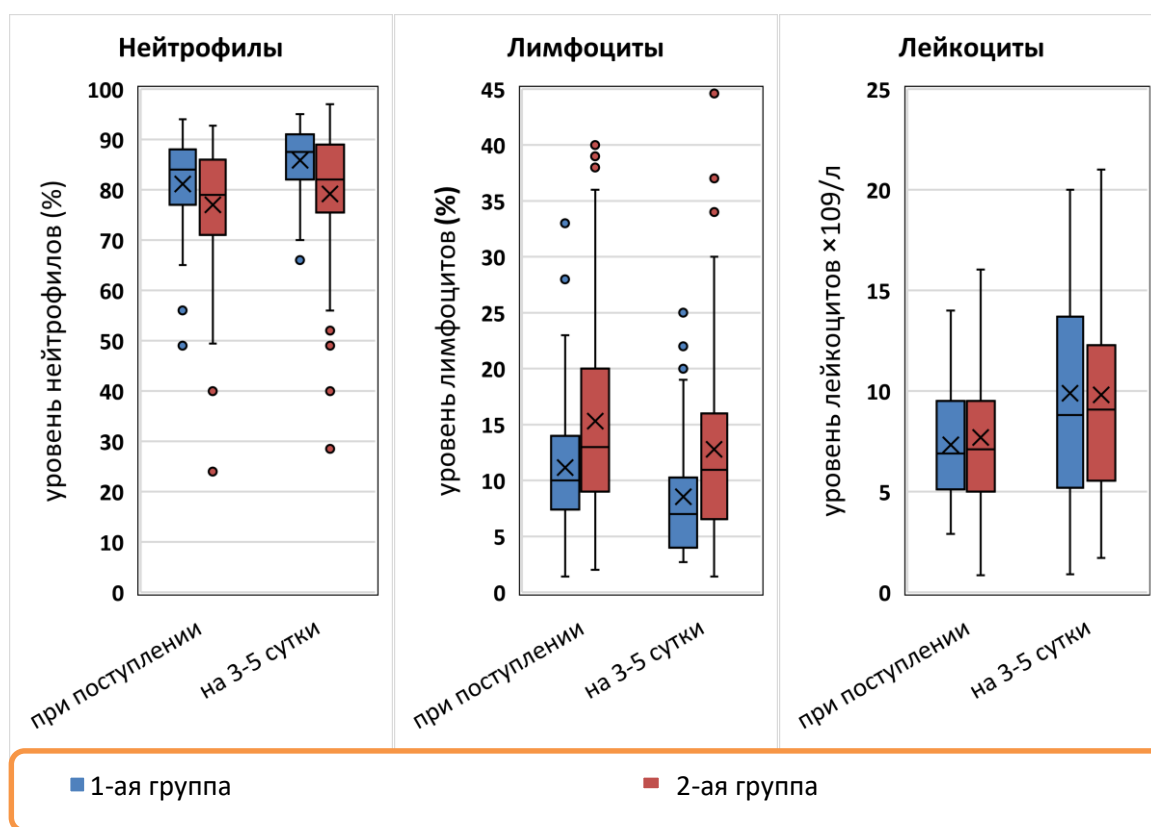 Нейтрофилы
уровень нейтрофилов (%)
100
90
80
70
60
50
40
30
20
10
0
при поступлении
на 3-5 сутки
Лимфоциты
уровень лимфоцитов (%)
45
40
35
30
25
20
15
10
5
0
при поступлении
на 3-5 сутки
Лейкоциты
уровень лейкоцитов ×109/л
25
20
15
10
5
0
при поступлении
на 3-5 сутки
1-ая группа
2-ая группа